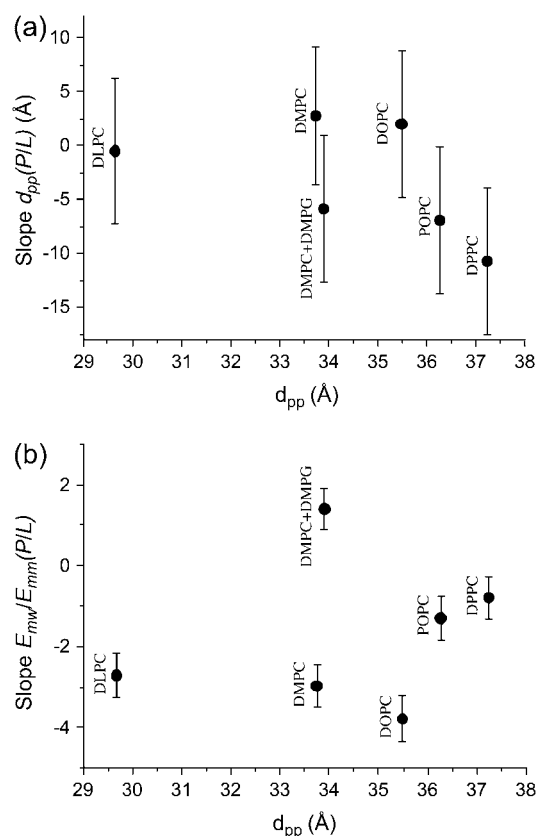 (a)
Slope d_pp(P/L) (Å)
10
5
0
-5
-10
-15
DLPC
DMPC
DMPC+DMPG
DOPC
POPC
DPPC
29 30 31 32 33 34 35 36 37 38
d_pp (Å)
(b)
Slope E_mw/E_mm(P/L)
2
0
-2
-4
DLPC
DMPC+DMPG
DMPC
DOPC
POPC
DPPC
29 30 31 32 33 34 35 36 37 38
d_pp (Å)